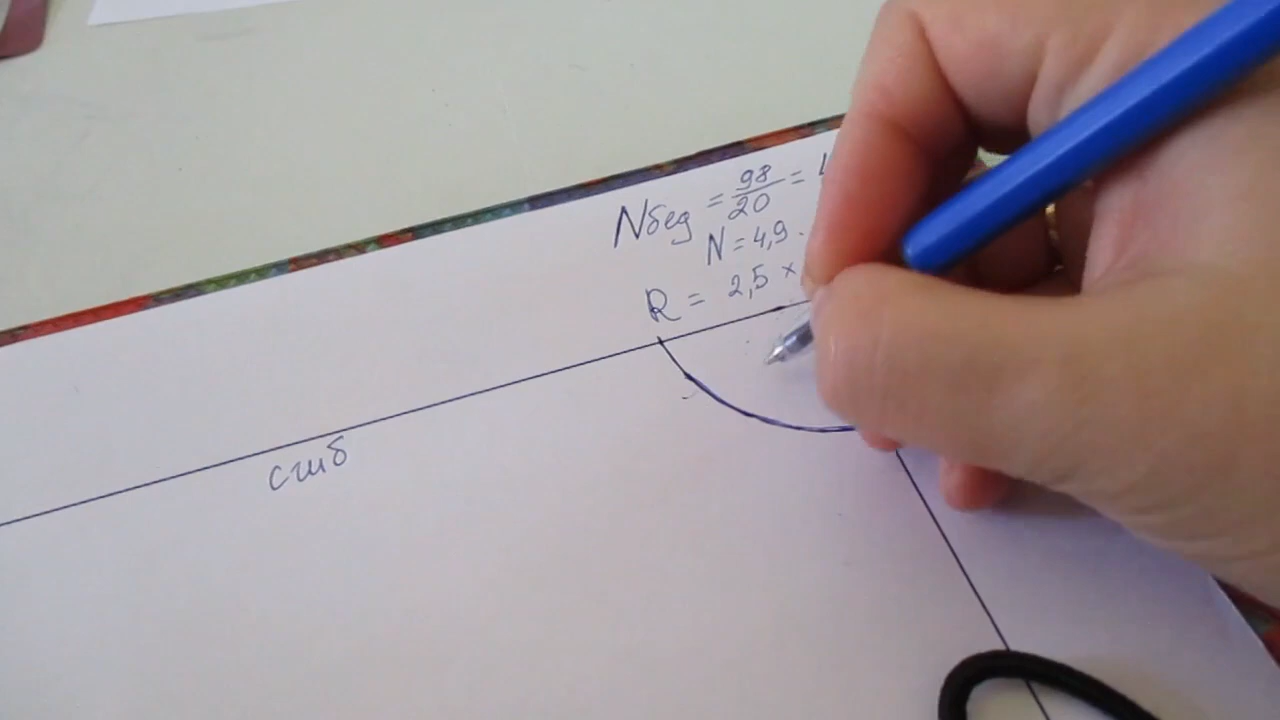 Nбед = 98/20 =
N = 4,9.
R = 2,5 ×
сгиб